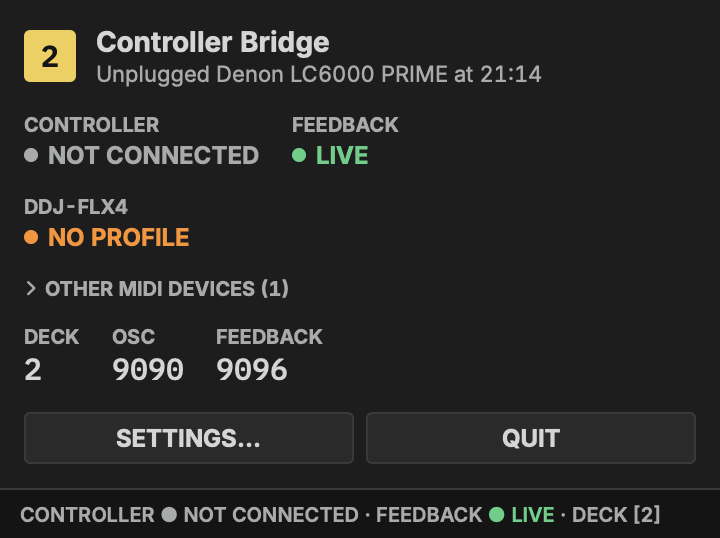 2
Controller Bridge
Unplugged Denon LC6000 PRIME at 21:14
CONTROLLER FEEDBACK
NOT CONNECTED LIVE
DDJ-FLX4
NO PROFILE
OTHER MIDI DEVICES (1)
DECK OSC FEEDBACK
2 9090 9096
SETTINGS... QUIT
CONTROLLER ● NOT CONNECTED · FEEDBACK ● LIVE · DECK [2]